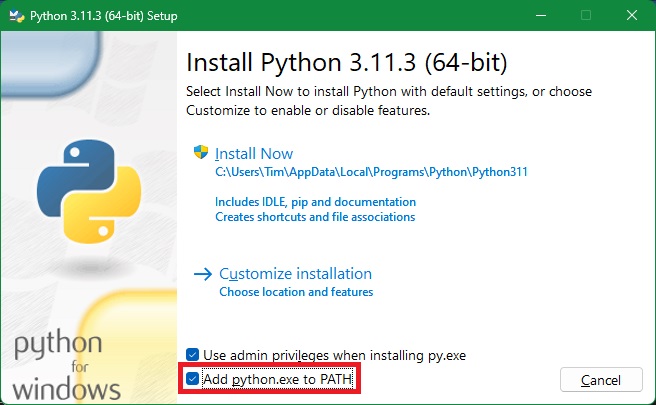 Python 3.11.3 (64-bit) Setup
Install Python 3.11.3 (64-bit)
Select Install Now to install Python with default settings, or choose
Customize to enable or disable features.
Install Now
C:\Users\Tim\AppData\Local\Programs\Python\Python311
Includes IDLE, pip and documentation
Creates shortcuts and file associations
Customize installation
Choose location and features
python
for
windows
Use admin privileges when installing py.exe
Add python.exe to PATH
Cancel